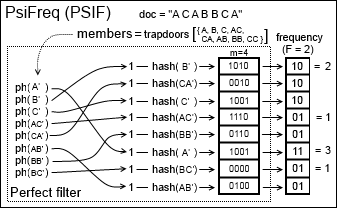 PsiFreq (PSIF) doc = "A C A B B C A"
members = trapdoors [{A, B, C, AC, CA, AB, BB, CC}] frequency (F = 2)
m=4
1 — hash( B' ) 1010 10 = 2
ph(A') 1 — hash(CA') 0010 10
ph(B') 1 — hash( C' ) 1001 10
ph( C' ) 1 — hash(AC') 1110 01 = 1
ph(AC') 1 — hash(BB') 0110 01
ph(CA') 1 — hash( A' ) 1001 11 = 3
ph(AB') 1 — hash(BC') 0000 01 = 1
ph(BB') 1 — hash(AB') 0100 01
ph(BC')
Perfect filter